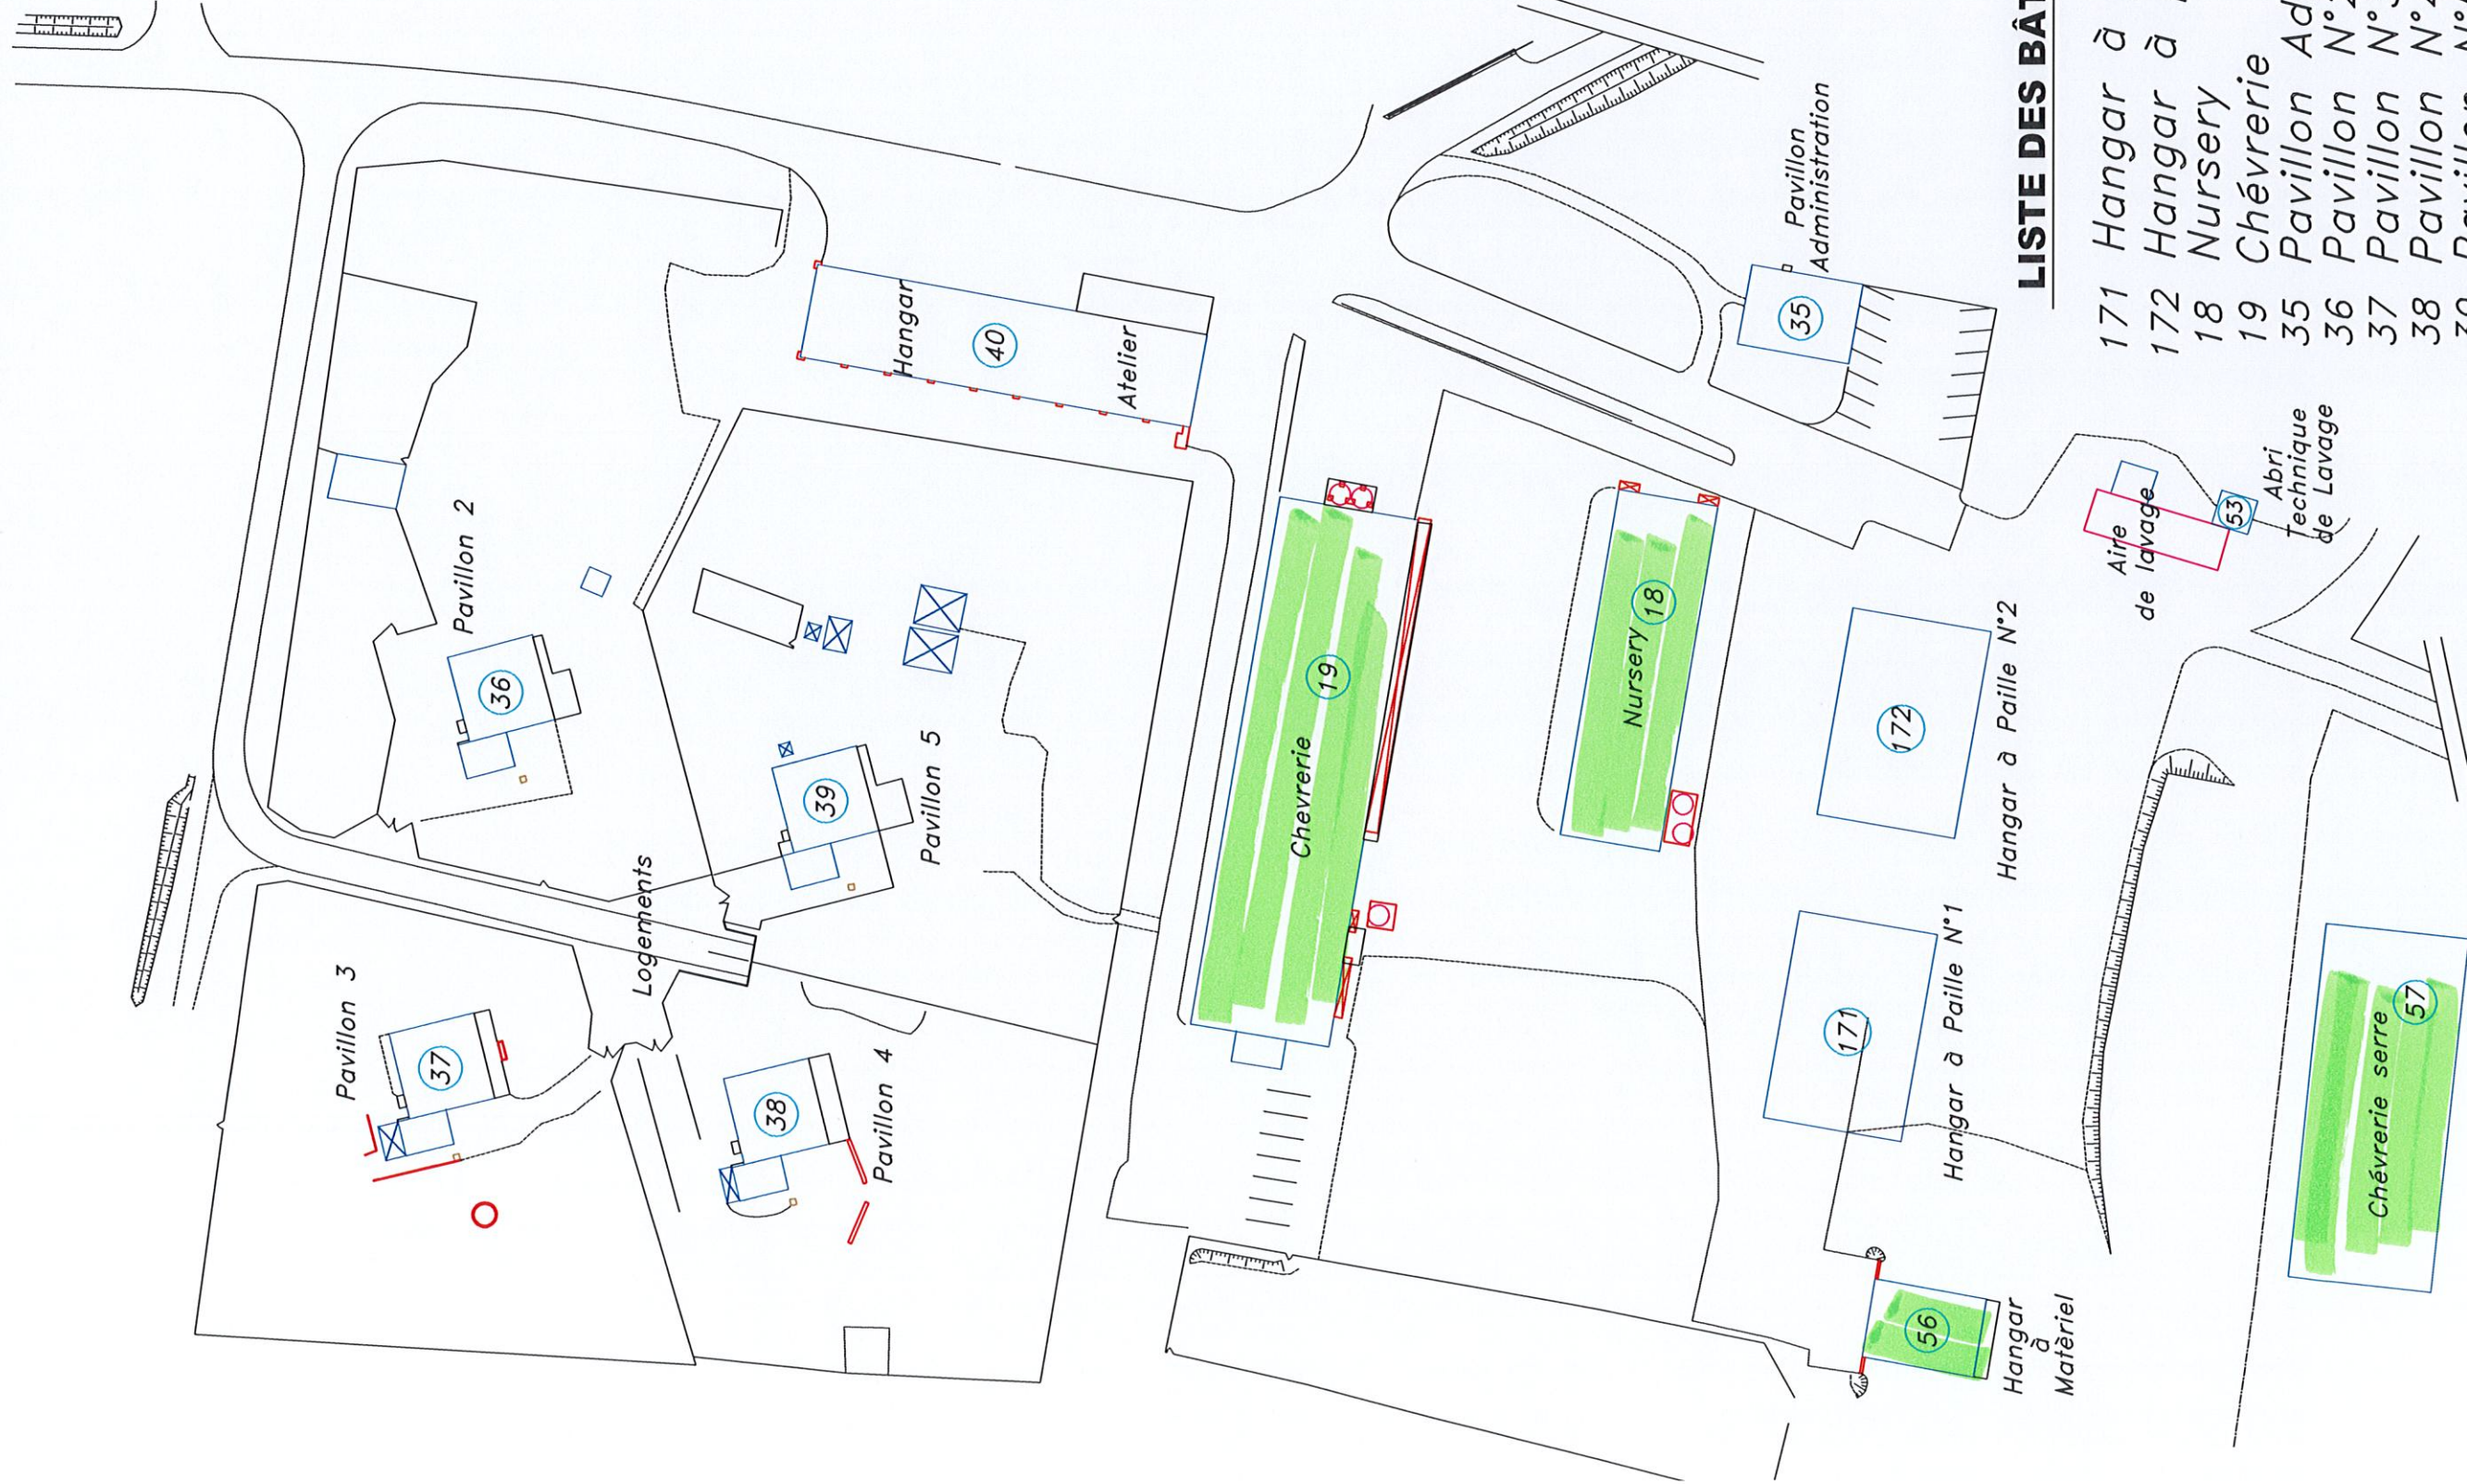 Pavillon 3
37
Logements
Pavillon 4
38
Pavillon 2
36
39
Pavillon 5
Hangar
40
Atelier
Chevrerie
19
Nursery
18
Pavillon
Administration
35
172
Hangar à Paille N°2
171
Hangar à Paille N°1
56
Hangar
à
Matèriel
Aire
de lavage
53
Abri
Technique
de Lavage
Chévrerie serre
57
LISTE DES BÂT
171 Hangar à
172 Hangar à
18 Nursery
19 Chévrerie
35 Pavillon Ad
36 Pavillon N°2
37 Pavillon N°
38 Pavillon N°